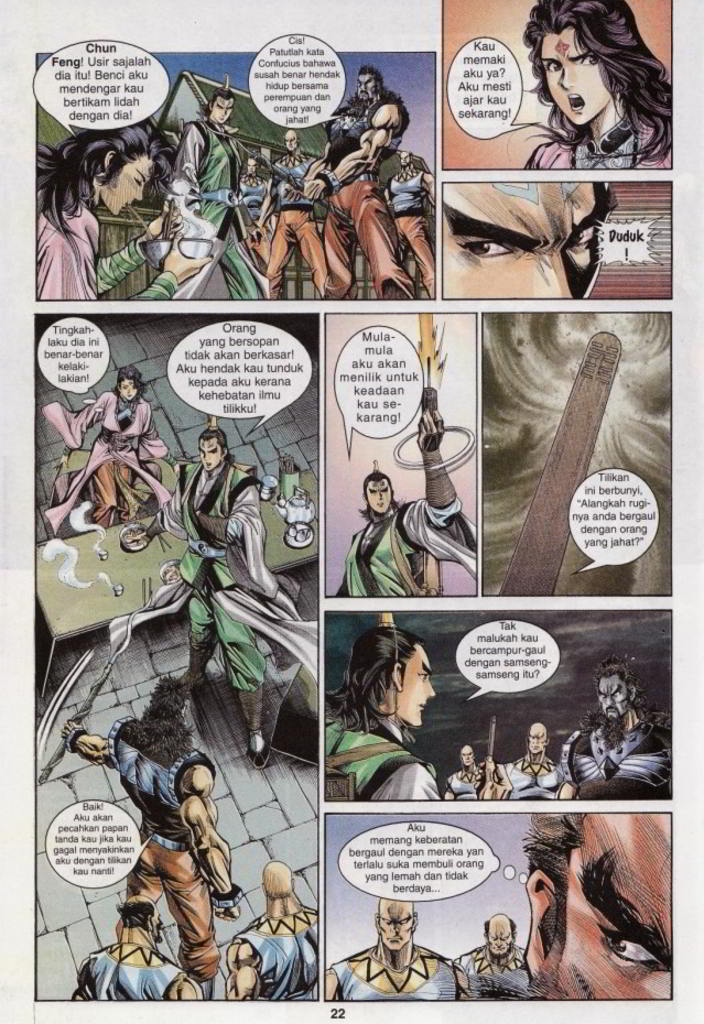 Chun
Feng! Usir sajalah
dia itu! Benci aku
mendengar kau
bertikam lidah
dengan dia!
Cis!
Patutlah kata
Confucius bahawa
susah benar hendak
hidup bersama
perempuan dan
orang yang
jahat!
Kau
memaki
aku ya?
Aku mesti
ajar kau
sekarang!
Duduk
!
Tingkah-
laku dia ini
benar-benar
kelaki-
lakian!
Orang
yang bersopan
tidak akan berkasar!
Aku hendak kau tunduk
kepada aku kerana
kehebatan ilmu
tilikku!
Baik!
Aku akan
pecahkan papan
tanda kau jika kau
gagal menyakinkan
aku dengan tilikan
kau nanti!
Mula-
mula
aku akan
menilik untuk
keadaan
kau se-
karang!
Tilikan
ini berbunyi,
"Alangkah rugi-
nya anda bergaul
dengan orang
yang jahat?"
Tak
malukah kau
bercampur-gaul
dengan samseng-
samseng itu?
Aku
memang keberatan
bergaul dengan mereka yan
terlalu suka membuli orang
yang lemah dan tidak
berdaya...
22